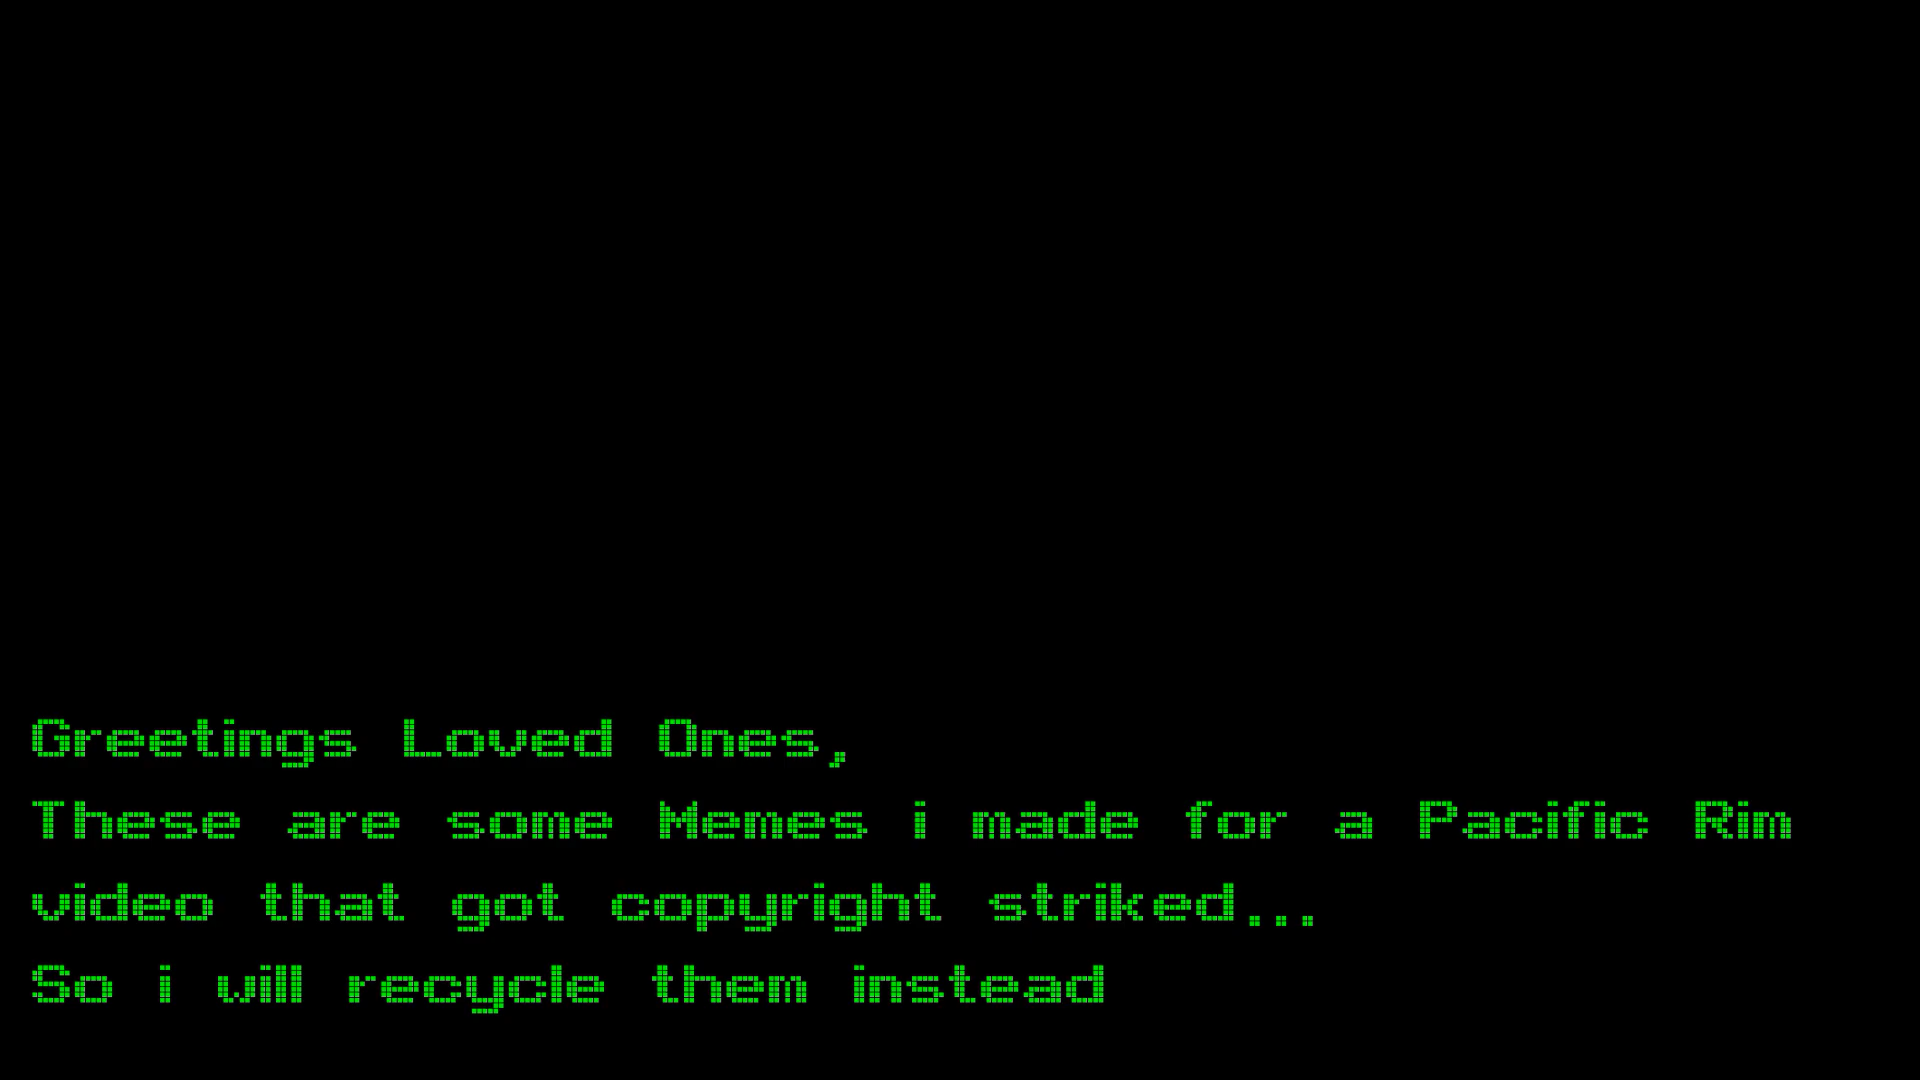 Greetings Loved Ones,
These are some Memes i made for a Pacific Rim
video that got copyright striked...
So i will recycle them instead